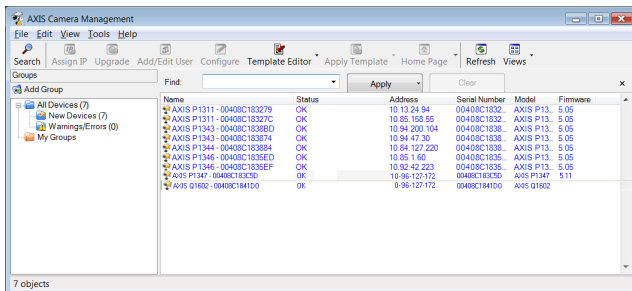 AXIS Camera Management
File Edit View Tools Help
Search Assign IP Upgrade Add/Edit User Configure Template Editor Apply Template Home Page Refresh Views
Groups
Add Group
All Devices (7)
New Devices (7)
Warnings/Errors (0)
My Groups
Find: Apply Clear x
Name Status Address Serial Number Model Firmware
AXIS P1311 - 00408C183279 OK 10.13.24.94 00408C1832... AXIS P13... 5.05
AXIS P1311 - 00408C18327C OK 10.85.158.55 00408C1832... AXIS P13... 5.05
AXIS P1343 - 00408C1838BD OK 10.94.200.104 00408C1838... AXIS P13... 5.05
AXIS P1343 - 00408C183874 OK 10.94.47.30 00408C1838... AXIS P13... 5.05
AXIS P1344 - 00408C183884 OK 10.84.127.220 00408C1838... AXIS P13... 5.05
AXIS P1346 - 00408C1835ED OK 10.85.1.60 00408C1835... AXIS P13... 5.05
AXIS P1346 - 00408C1835EF OK 10.92.42.223 00408C1835... AXIS P13... 5.05
AXIS P1347 - 00408C183C5D OK 10-96-127-172 00408C183C5D AXIS P1347 5.11
AXIS Q1602 - 00408C1841D0 OK 0-96-127-172 00408C1841D0 AXIS Q1602
7 objects